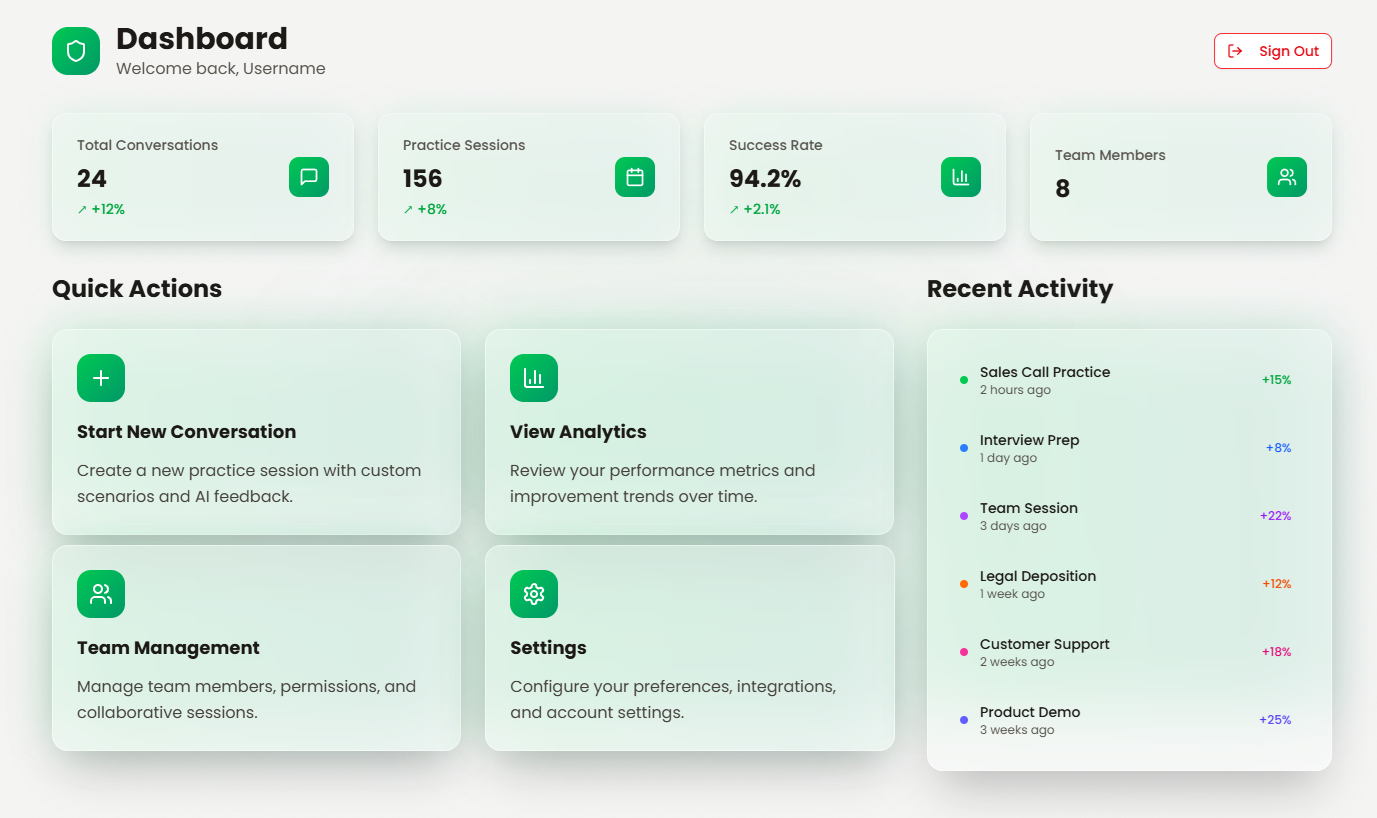 Dashboard
Welcome back, Username
Sign Out
Total Conversations
24
↗ +12%
Practice Sessions
156
↗ +8%
Success Rate
94.2%
↗ +2.1%
Team Members
8
Quick Actions
Start New Conversation
Create a new practice session with custom
scenarios and AI feedback.
View Analytics
Review your performance metrics and
improvement trends over time.
Team Management
Manage team members, permissions, and
collaborative sessions.
Settings
Configure your preferences, integrations,
and account settings.
Recent Activity
Sales Call Practice
2 hours ago
+15%
Interview Prep
1 day ago
+8%
Team Session
3 days ago
+22%
Legal Deposition
1 week ago
+12%
Customer Support
2 weeks ago
+18%
Product Demo
3 weeks ago
+25%